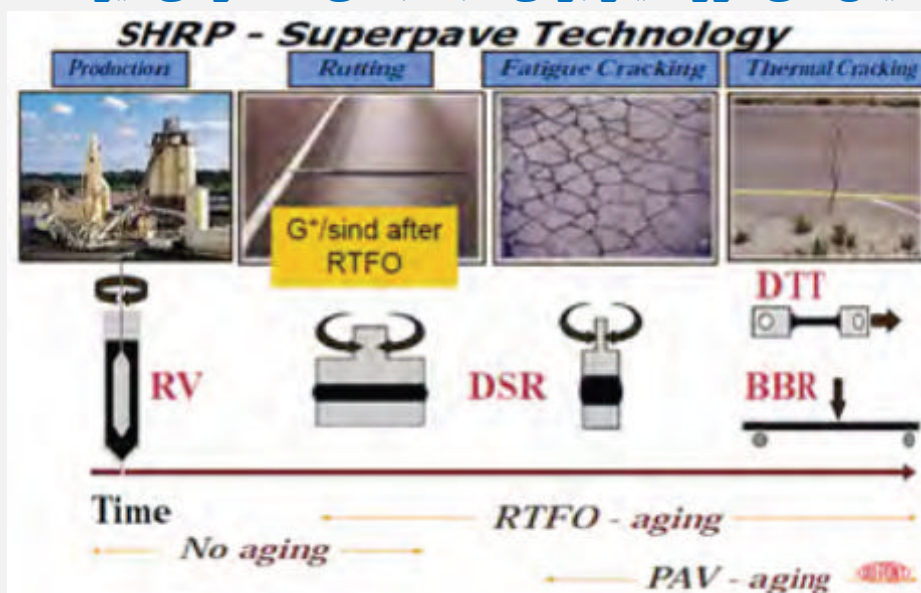 SHRP - Superpave Technology
Production
Rutting
Fatigue Cracking
Thermal Cracking
G*/sind after
RTFO
DTT
RV
DSR
BBR
Time
RTFO - aging
No aging
PAV - aging